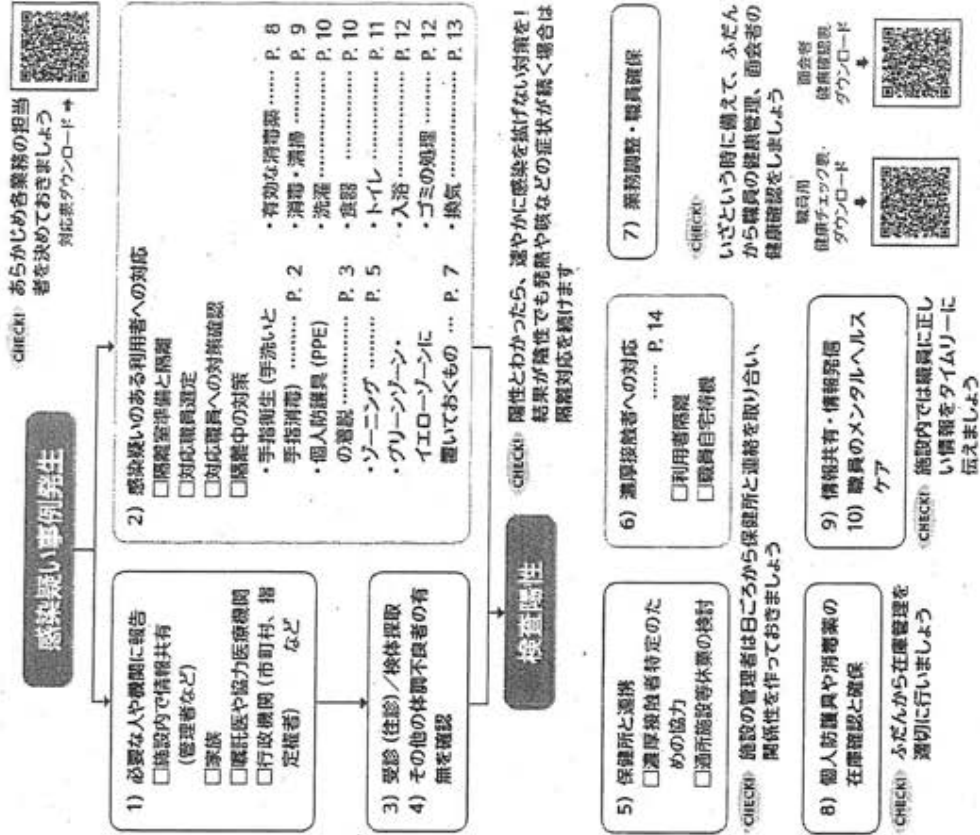 感染疑い事例発生
CHECK! あらかじめ各業務の担当
者を決めておきましょう
対応表ダウンロード➡
1) 必要な人や機関に報告
□施設内で情報共有
(管理者など)
□家族
□嘱託医や協力医療機関
□行政機関(市町村、指
定権者) など
2) 感染疑いのある利用者への対応
□隔離室準備と隔離
□対応職員選定
□対応職員への対策確認
□隔離中の対策
・手指衛生(手洗いと
手指消毒) ……… P. 2
・個人防護具 (PPE)
の着脱 ……… P. 3
・ゾーニング ……… P. 5
・グリーンゾーン・
イエローゾーンに
置いておくもの … P. 7
・有効な消毒薬 …… P. 8
・消毒・清掃 ……… P. 9
・洗濯 ……… P. 10
・食器 ……… P. 10
・トイレ ……… P. 11
・入浴 ……… P. 12
・ゴミの処理 ……… P. 12
・換気 ……… P. 13
3) 受診(往診)/検体採取
4) その他の体調不良者の有
無を確認
検査陽性
CHECK! 陽性とわかったら、速やかに感染を拡げない対策を!
結果が陰性でも発熱や咳などの症状が続く場合は
隔離対応を続けます
5) 保健所と連携
□濃厚接触者特定のた
めの協力
□通所施設等休業の検討
6) 濃厚接触者への対応
……… P. 14
□利用者隔離
□職員自宅待機
7) 業務調整・職員確保
CHECK! 施設の管理者は日ごろから保健所と連絡を取り合い、
関係性を作っておきましょう
CHECK!
いざという時に備えて、ふだん
から職員の健康管理、面会者の
健康確認をしましょう
職員用
健康チェック表
ダウンロード
面会者
健康確認表
ダウンロード
8) 個人防護具や消毒薬の
在庫確認と確保
9) 情報共有・情報発信
10) 職員のメンタルヘルス
ケア
CHECK! ふだんから在庫管理を
適切に行いましょう
CHECK! 施設内では職員に正し
い情報をタイムリーに
伝えましょう